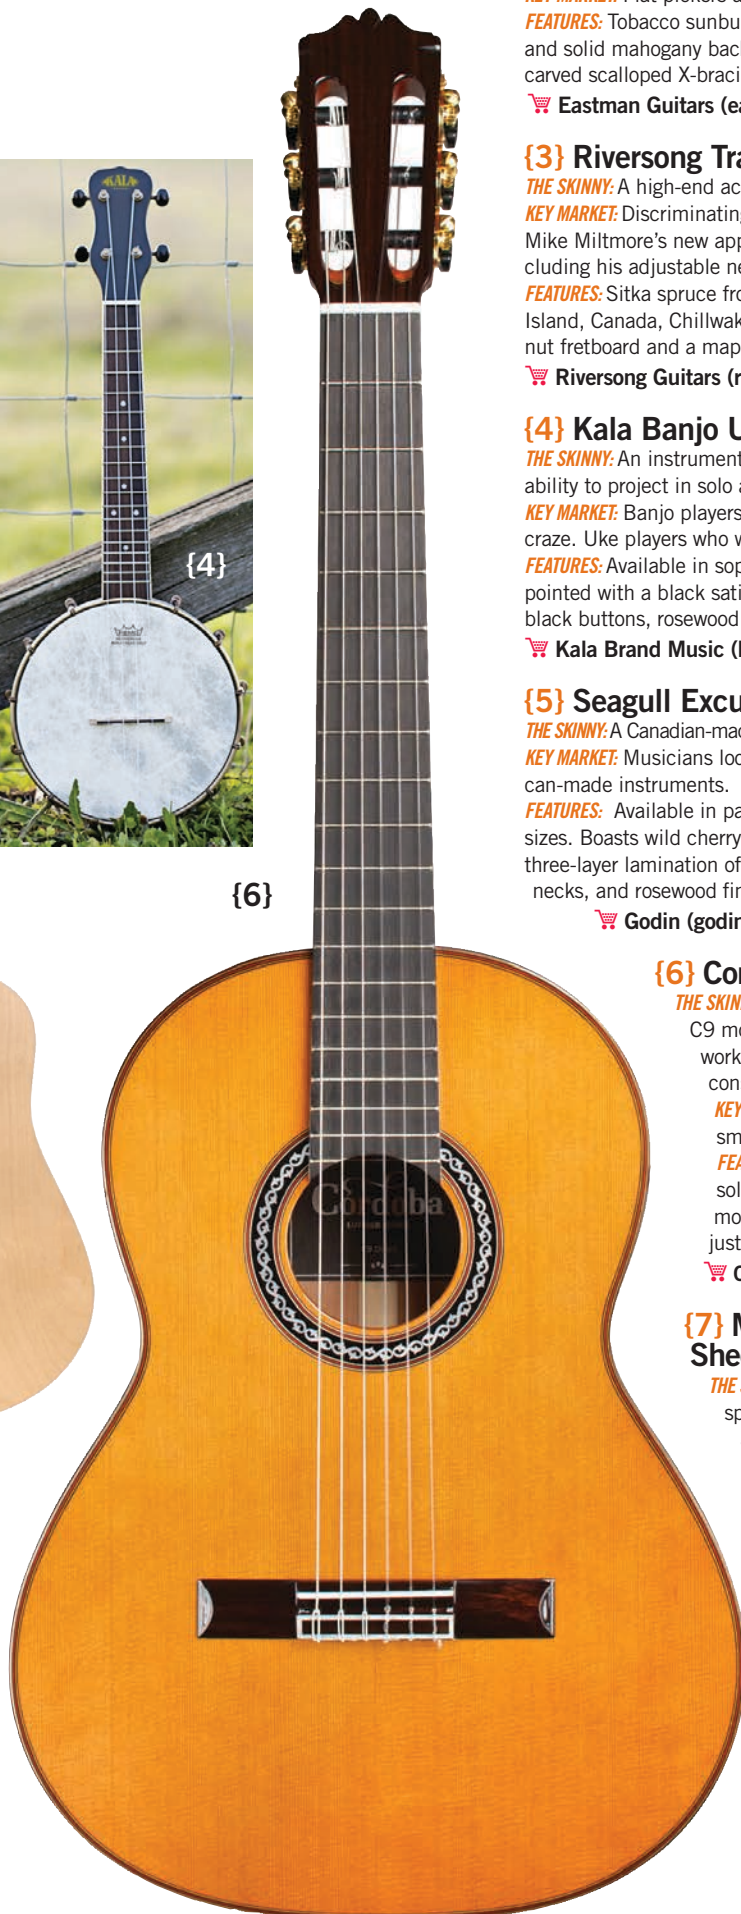 FEATURES: Tobacco sunbu
and solid mahogany bac
carved scalloped X-braci
Eastman Guitars (ea
{3} Riversong Tra
THE SKINNY: A high-end ac
KEY MARKET: Discriminating
Mike Miltmore's new app
cluding his adjustable ne
FEATURES: Sitka spruce fro
Island, Canada, Chillwak
nut fretboard and a map
Riversong Guitars (r
{4} Kala Banjo U
THE SKINNY: An instrument
ability to project in solo a
KEY MARKET: Banjo players
craze. Uke players who w
FEATURES: Available in sop
pointed with a black sati
black buttons, rosewood
Kala Brand Music (
{5} Seagull Excu
THE SKINNY: A Canadian-mad
KEY MARKET: Musicians loo
can-made instruments.
FEATURES: Available in pa
sizes. Boasts wild cherry
three-layer lamination of
necks, and rosewood fin
Godin (godin
{6} Cor
THE SKIN
C9 mo
work
con
KEY
sm
FEA
sol
mo
just
C
{7} M
She
THE
sp
KALA
{4}
{6}
Cordoba